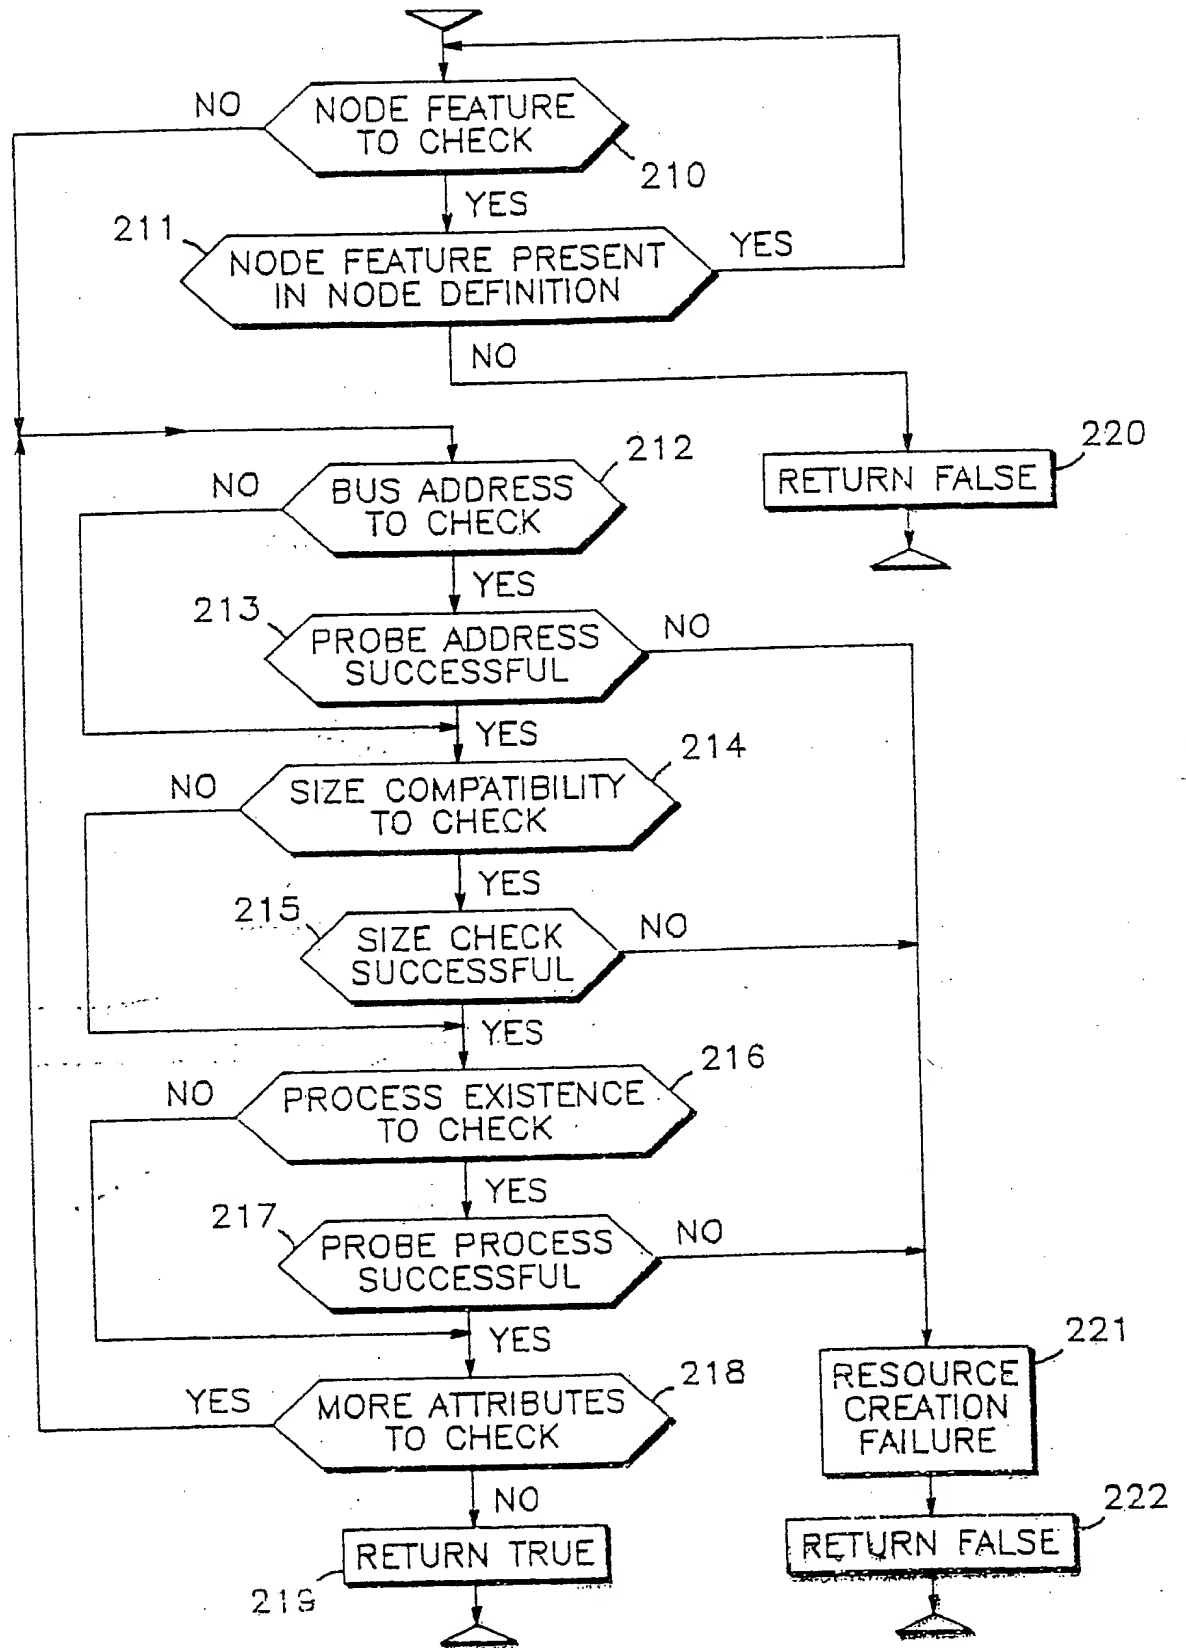 NO
NODE FEATURE
TO CHECK
210
YES
211
NODE FEATURE PRESENT
IN NODE DEFINITION
YES
NO
220
RETURN FALSE
212
NO
BUS ADDRESS
TO CHECK
YES
213
PROBE ADDRESS
SUCCESSFUL
NO
YES
214
NO
SIZE COMPATIBILITY
TO CHECK
YES
215
SIZE CHECK
SUCCESSFUL
NO
YES
216
NO
PROCESS EXISTENCE
TO CHECK
YES
217
PROBE PROCESS
SUCCESSFUL
NO
YES
221
RESOURCE
CREATION
FAILURE
218
YES
MORE ATTRIBUTES
TO CHECK
NO
222
RETURN FALSE
RETURN TRUE
219